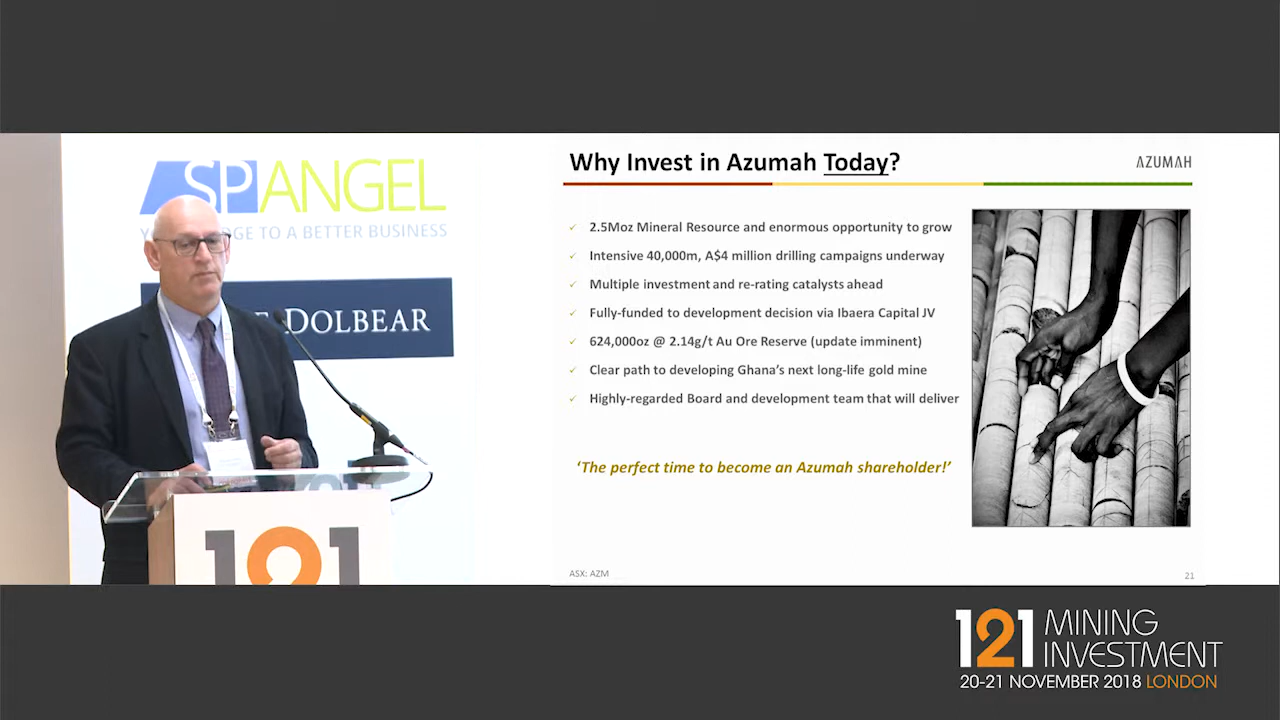 SPANGEL
GE TO A BETTER BUSINESS
DOLBEAR
121
Why Invest in Azumah Today?
AZUMAH
✓ 2.5Moz Mineral Resource and enormous opportunity to grow
✓ Intensive 40,000m, A$4 million drilling campaigns underway
✓ Multiple investment and re-rating catalysts ahead
✓ Fully-funded to development decision via Ibaera Capital JV
✓ 624,000oz @ 2.14g/t Au Ore Reserve (update imminent)
✓ Clear path to developing Ghana's next long-life gold mine
✓ Highly-regarded Board and development team that will deliver
‘The perfect time to become an Azumah shareholder!’
ASX: AZM
21
121 MINING
INVESTMENT
20-21 NOVEMBER 2018 LONDON